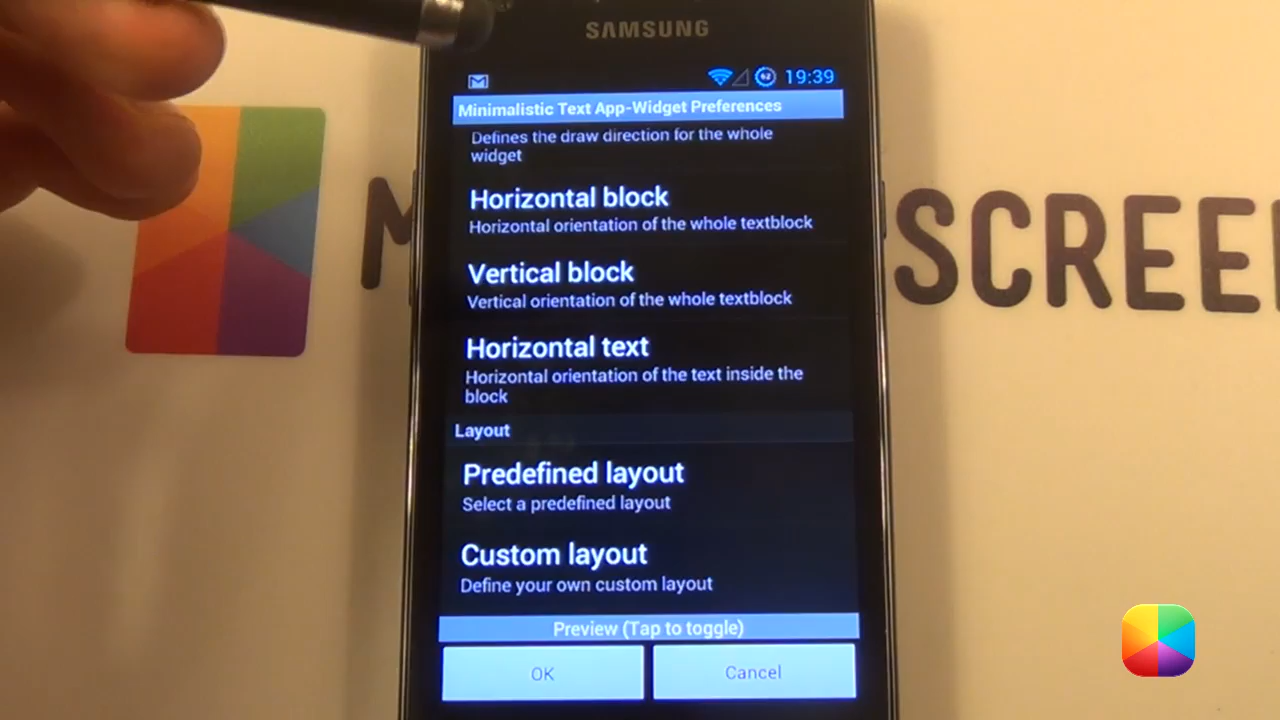 SAMSUNG
62
19:39
Minimalistic Text App-Widget Preferences
Defines the draw direction for the whole
widget
Horizontal block
Horizontal orientation of the whole textblock
Vertical block
Vertical orientation of the whole textblock
Horizontal text
Horizontal orientation of the text inside the
block
Layout
Predefined layout
Select a predefined layout
Custom layout
Define your own custom layout
Preview (Tap to toggle)
OK
Cancel
M
SCREE